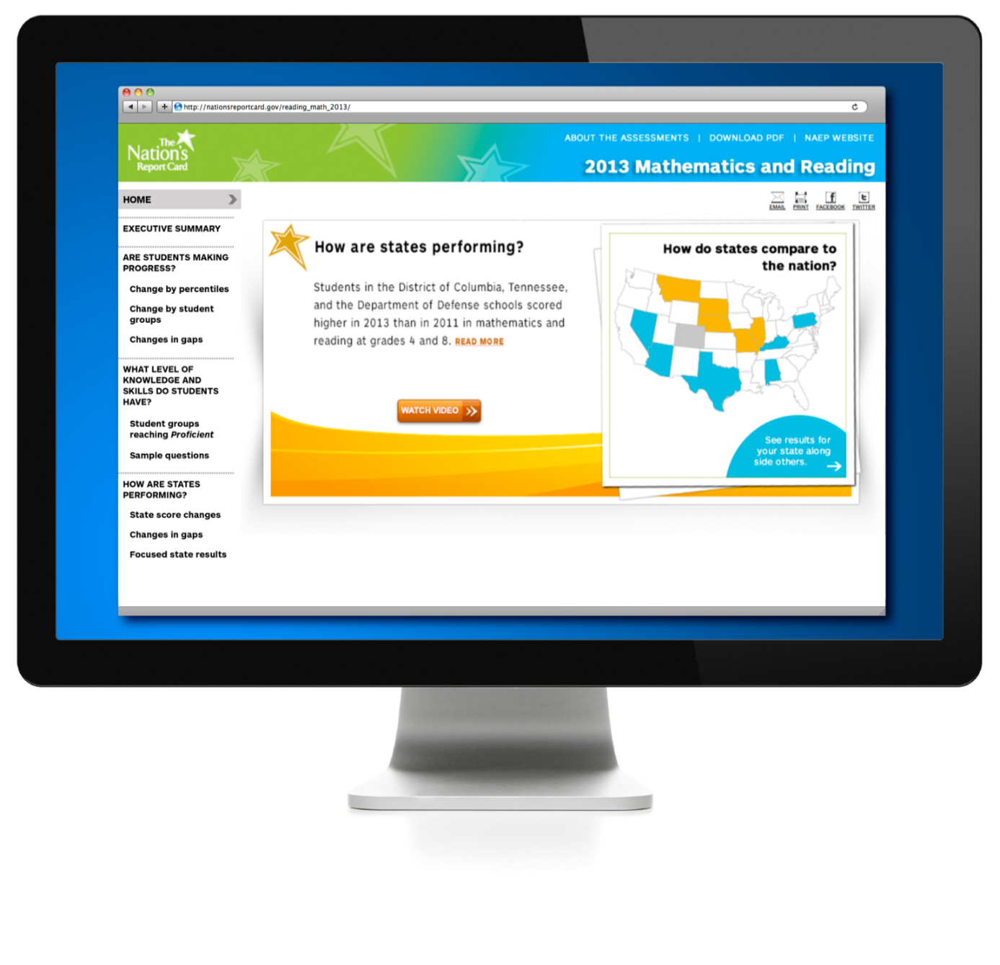 http://nationsreportcard.gov/reading_math_2013/
The
Nation's
Report Card
ABOUT THE ASSESSMENTS | DOWNLOAD PDF | NAEP WEBSITE
2013 Mathematics and Reading
HOME
EXECUTIVE SUMMARY
ARE STUDENTS MAKING
PROGRESS?
Change by percentiles
Change by student
groups
Changes in gaps
WHAT LEVEL OF
KNOWLEDGE AND
SKILLS DO STUDENTS
HAVE?
Student groups
reaching Proficient
Sample questions
HOW ARE STATES
PERFORMING?
State score changes
Changes in gaps
Focused state results
EMAIL PRINT FACEBOOK TWITTER
How are states performing?
Students in the District of Columbia, Tennessee,
and the Department of Defense schools scored
higher in 2013 than in 2011 in mathematics and
reading at grades 4 and 8. READ MORE
WATCH VIDEO
How do states compare to
the nation?
See results for
your state along
side others.